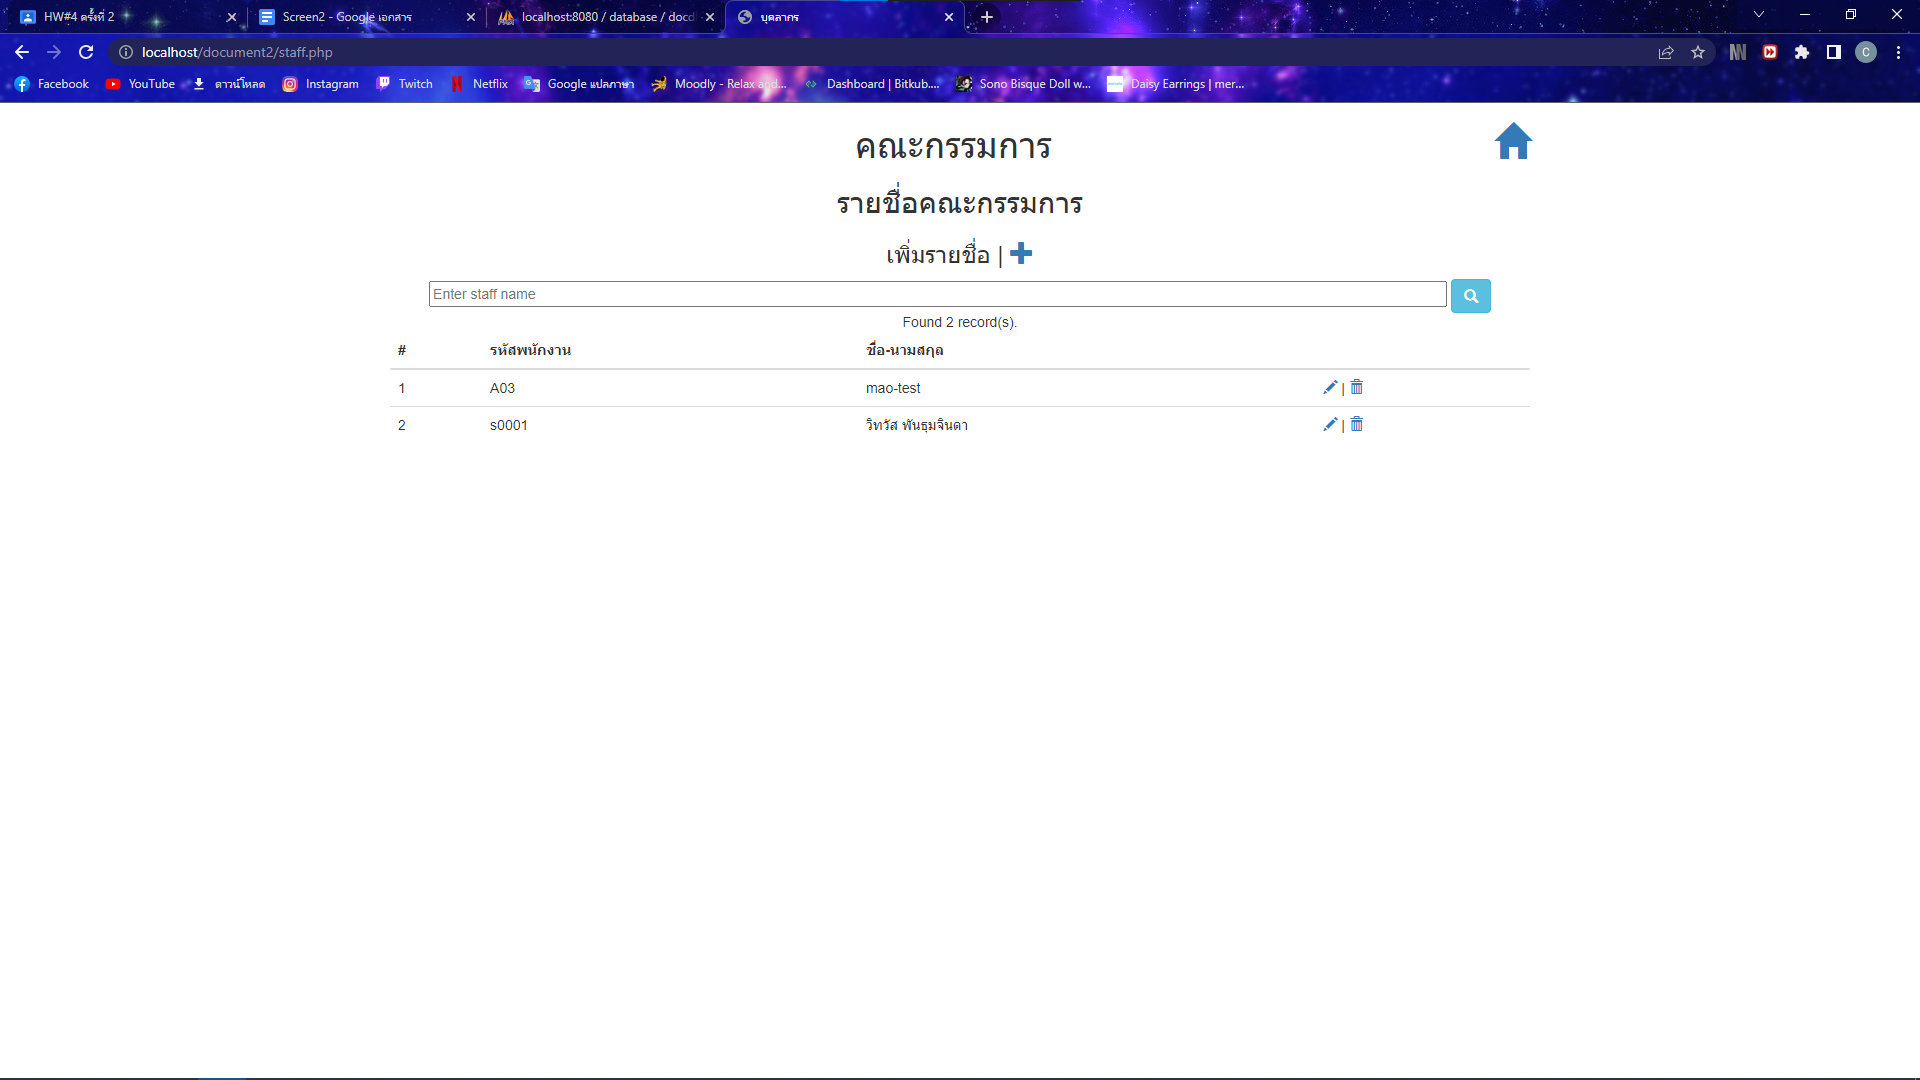 HW#4 ครั้งที่ 2
Screen2 - Google เอกสาร
localhost:8080 / database / docd
บุคลากร
localhost/document2/staff.php
C
Facebook
YouTube
ดาวน์โหลด
Instagram
Twitch
Netflix
Google แปลภาษา
Moodly - Relax and...
Dashboard | Bitkub....
Sono Bisque Doll w...
Daisy Earrings | mer...
คณะกรรมการ
รายชื่อคณะกรรมการ
เพิ่มรายชื่อ |
Enter staff name
Found 2 record(s).
# รหัสพนักงาน ชื่อ-นามสกุล
1 A03 mao-test |
2 s0001 วิทวัส พันธุมจินดา |